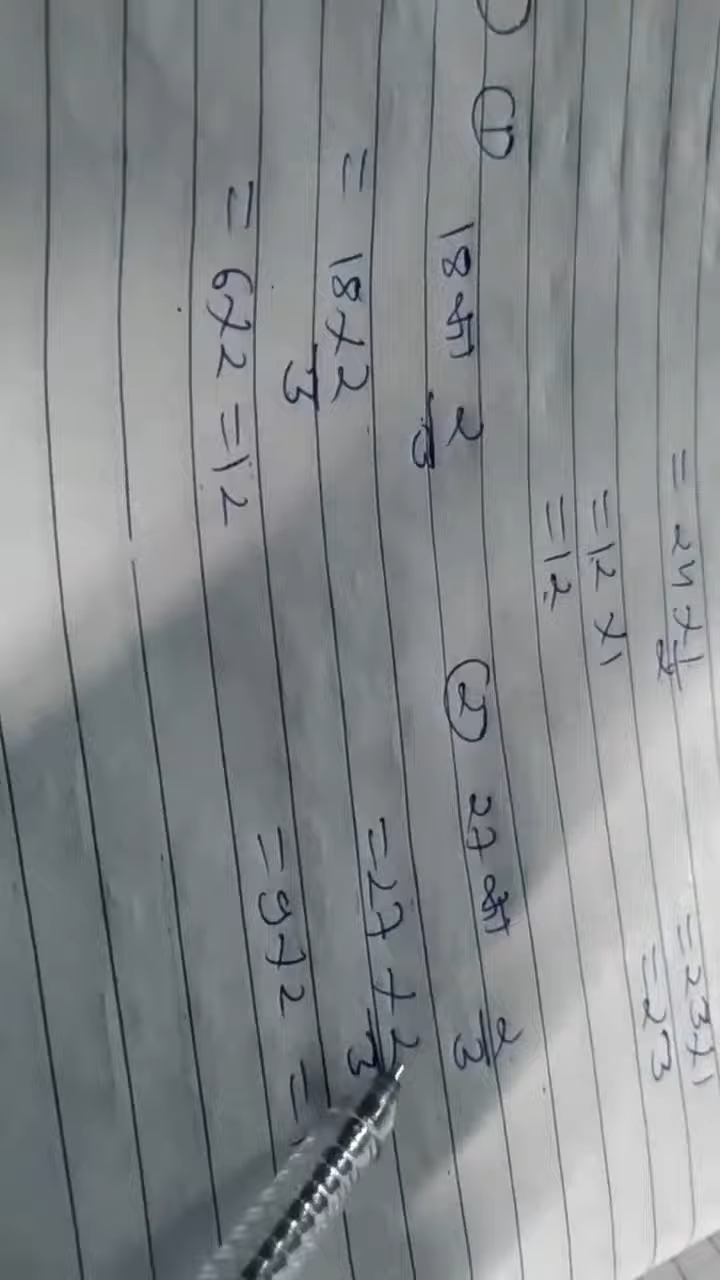 = 24 × 1/2
= 12 × 1
= 12
= 23×1
= 23
(1) 18 का 2/3
= 18 × 2/3
= 6×2 = 12
(2) 27 का 2/3
= 27 × 2/3
= 9×2 =